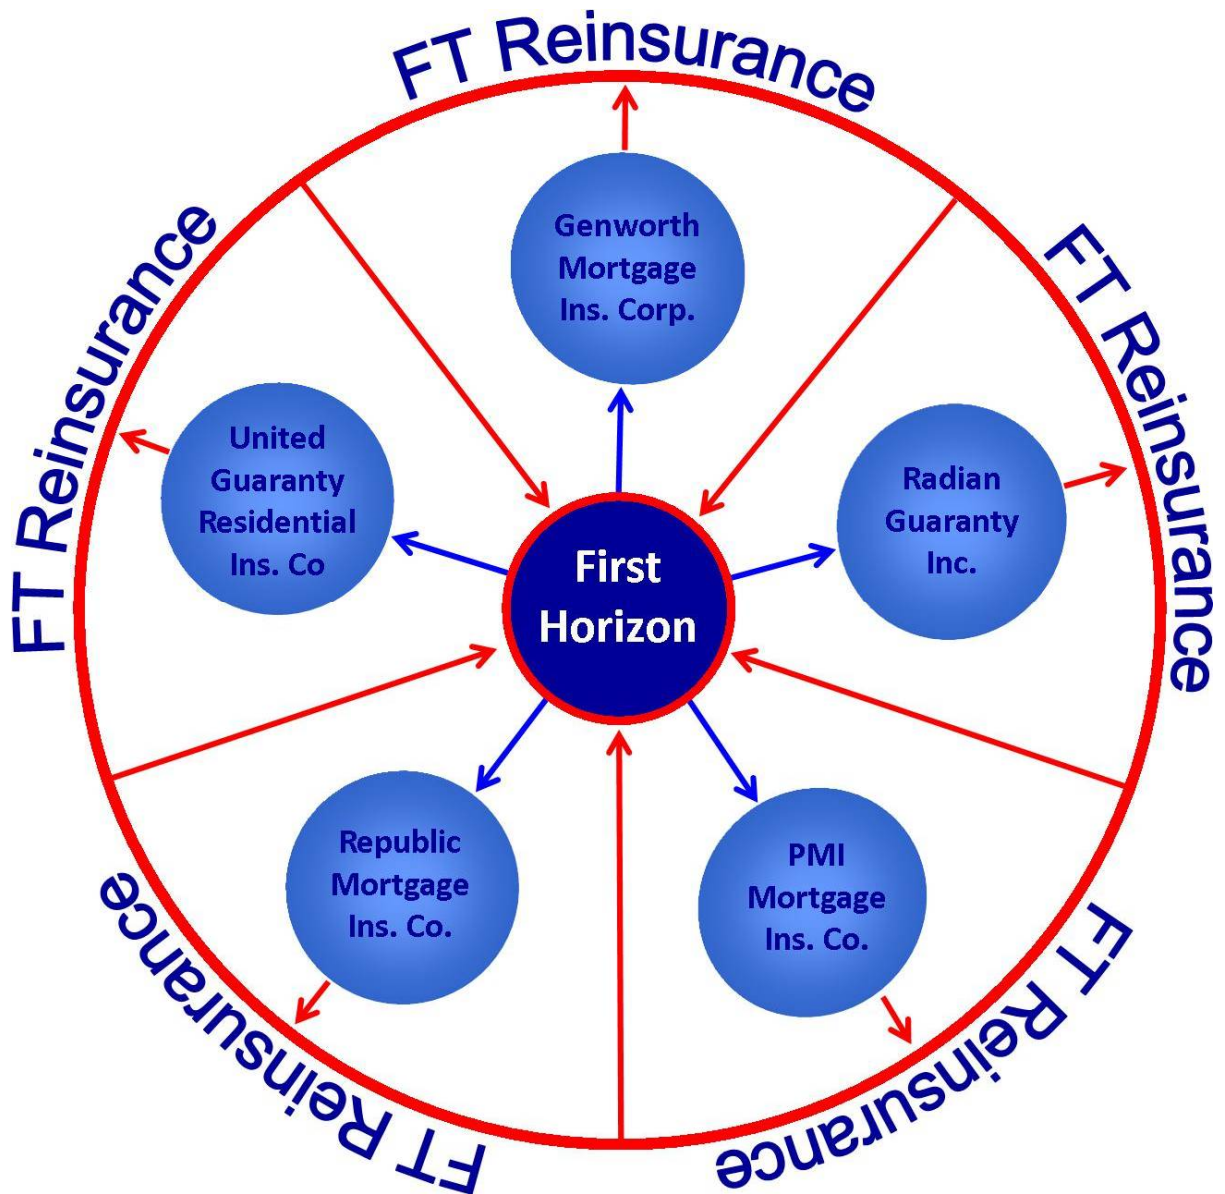 FT Reinsurance
Genworth
Mortgage
Ins. Corp.
FT Reinsurance
FT Reinsurance
United
Guaranty
Residential
Ins. Co
Radian
Guaranty
Inc.
First
Horizon
Republic
Mortgage
Ins. Co.
PMI
Mortgage
Ins. Co.
FT Reinsurance
FT Reinsurance